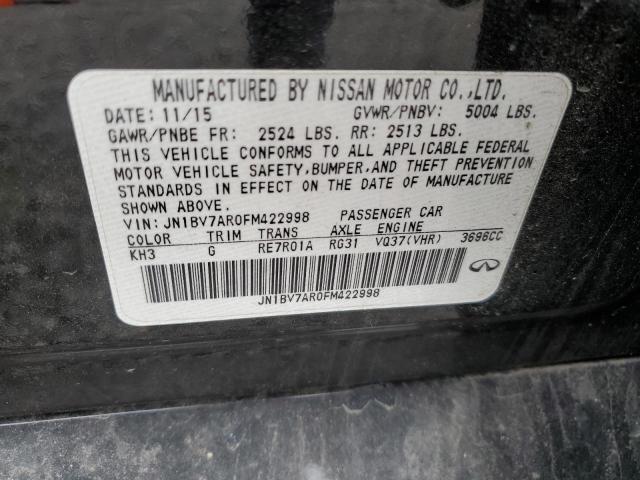 MANUFACTURED BY NISSAN MOTOR CO.,LTD.
DATE: 11/15 GVWR/PNBV: 5004 LBS.
GAWR/PNBE FR: 2524 LBS. RR: 2513 LBS.
THIS VEHICLE CONFORMS TO ALL APPLICABLE FEDERAL
MOTOR VEHICLE SAFETY, BUMPER, AND THEFT PREVENTION
STANDARDS IN EFFECT ON THE DATE OF MANUFACTURE
SHOWN ABOVE.
VIN: JN1BV7AR0FM422998 PASSENGER CAR
COLOR TRIM TRANS AXLE ENGINE
KH3 G RE7R01A RG31 VQ37(VHR) 3696CC
JN1BV7AR0FM422998